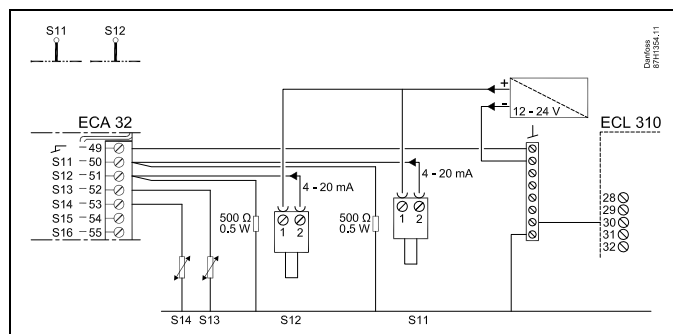 S11 S12
Danfoss
87H1354.11
+
-
12 - 24 V
ECA 32
ECL 310
49
S11 50
S12 51
S13 52
S14 53
S15 54
S16 55
4 - 20 mA
4 - 20 mA
500 Ω
0.5 W
1 2
500 Ω
0.5 W
1 2
28
29
30
31
32
S14 S13 S12 S11